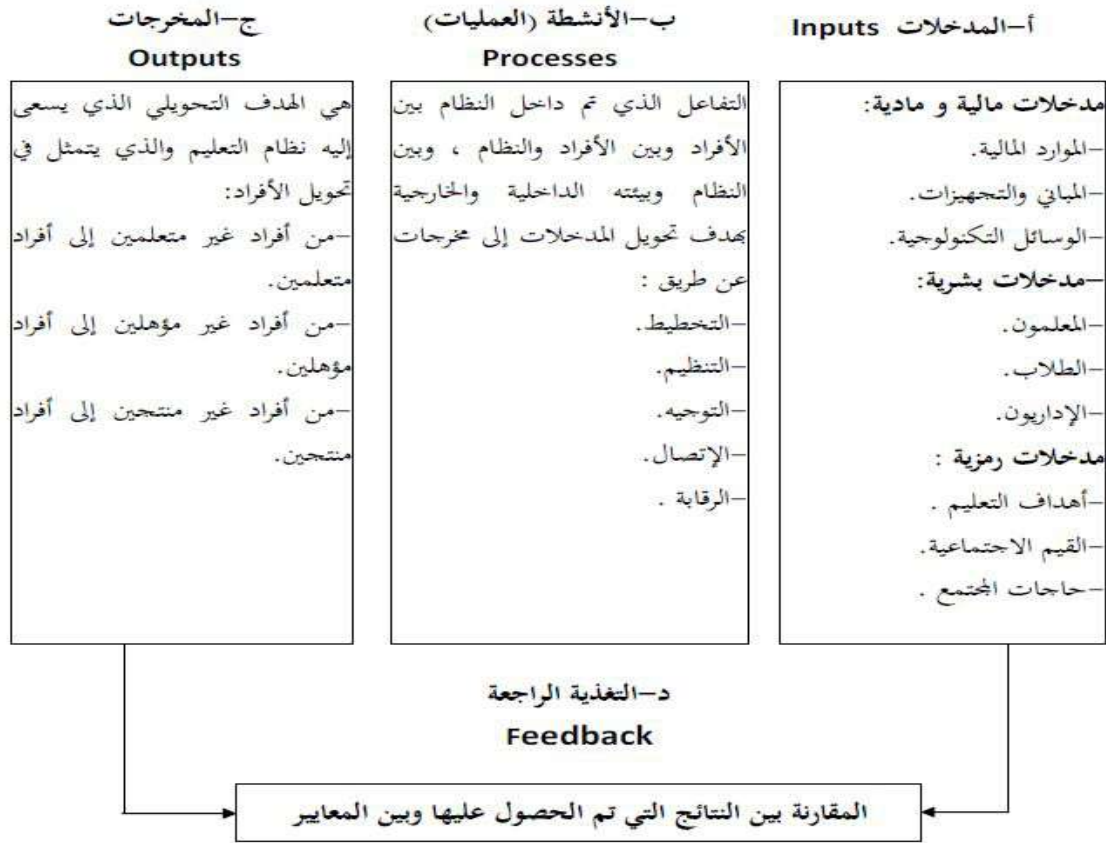 أ-المدخلات Inputs
مدخلات مالية و مادية:
-الموارد المالية.
-المباني والتجهيزات.
-الوسائل التكنولوجية.
-مدخلات بشرية:
-المعلمون.
-الطلاب.
-الإداريون.
مدخلات رمزية :
-أهداف التعليم .
-القيم الاجتماعية.
-حاجات المجتمع .
ب-الأنشطة (العمليات)
Processes
التفاعل الذي تم داخل النظام بين
الأفراد وبين الأفراد والنظام ، وبين
النظام وبيئته الداخلية والخارجية
بهدف تحويل المدخلات إلى مخرجات
عن طريق :
-التخطيط.
-التنظيم.
-التوجيه.
-الإتصال.
-الرقابة .
ج-المخرجات
Outputs
هي الهدف التحويلي الذي يسعى
إليه نظام التعليم والذي يتمثل في
تحويل الأفراد:
-من أفراد غير متعلمين إلى أفراد
متعلمين.
-من أفراد غير مؤهلين إلى أفراد
مؤهلين.
-من أفراد غير منتجين إلى أفراد
منتجين.
د-التغذية الراجعة
Feedback
المقارنة بين النتائج التي تم الحصول عليها وبين المعايير